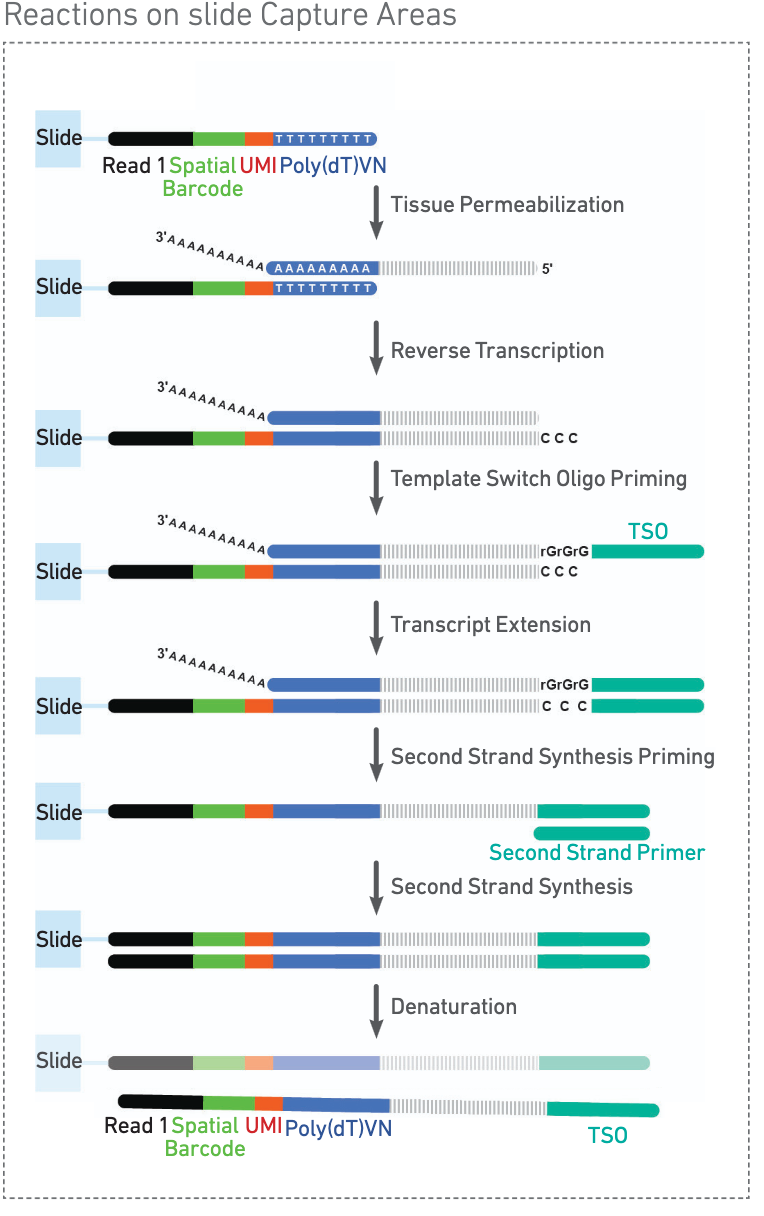 Reactions on slide Capture Areas
Slide
TTTTTTTTT
Read 1 Spatial UMI Poly(dT)VN
Barcode
Tissue Permeabilization
3'AAAAAAAAAA
AAAAAAAAA
5'
Slide
TTTTTTTTT
Reverse Transcription
3'AAAAAAAAAA
Slide
C C C
Template Switch Oligo Priming
3'AAAAAAAAAA
TSO
rGrGrG
Slide
C C C
Transcript Extension
3'AAAAAAAAAA
rGrGrG
Slide
C C C
Second Strand Synthesis Priming
Slide
Second Strand Primer
Second Strand Synthesis
Slide
Denaturation
Slide
Read 1 Spatial UMI Poly(dT)VN
Barcode
TSO